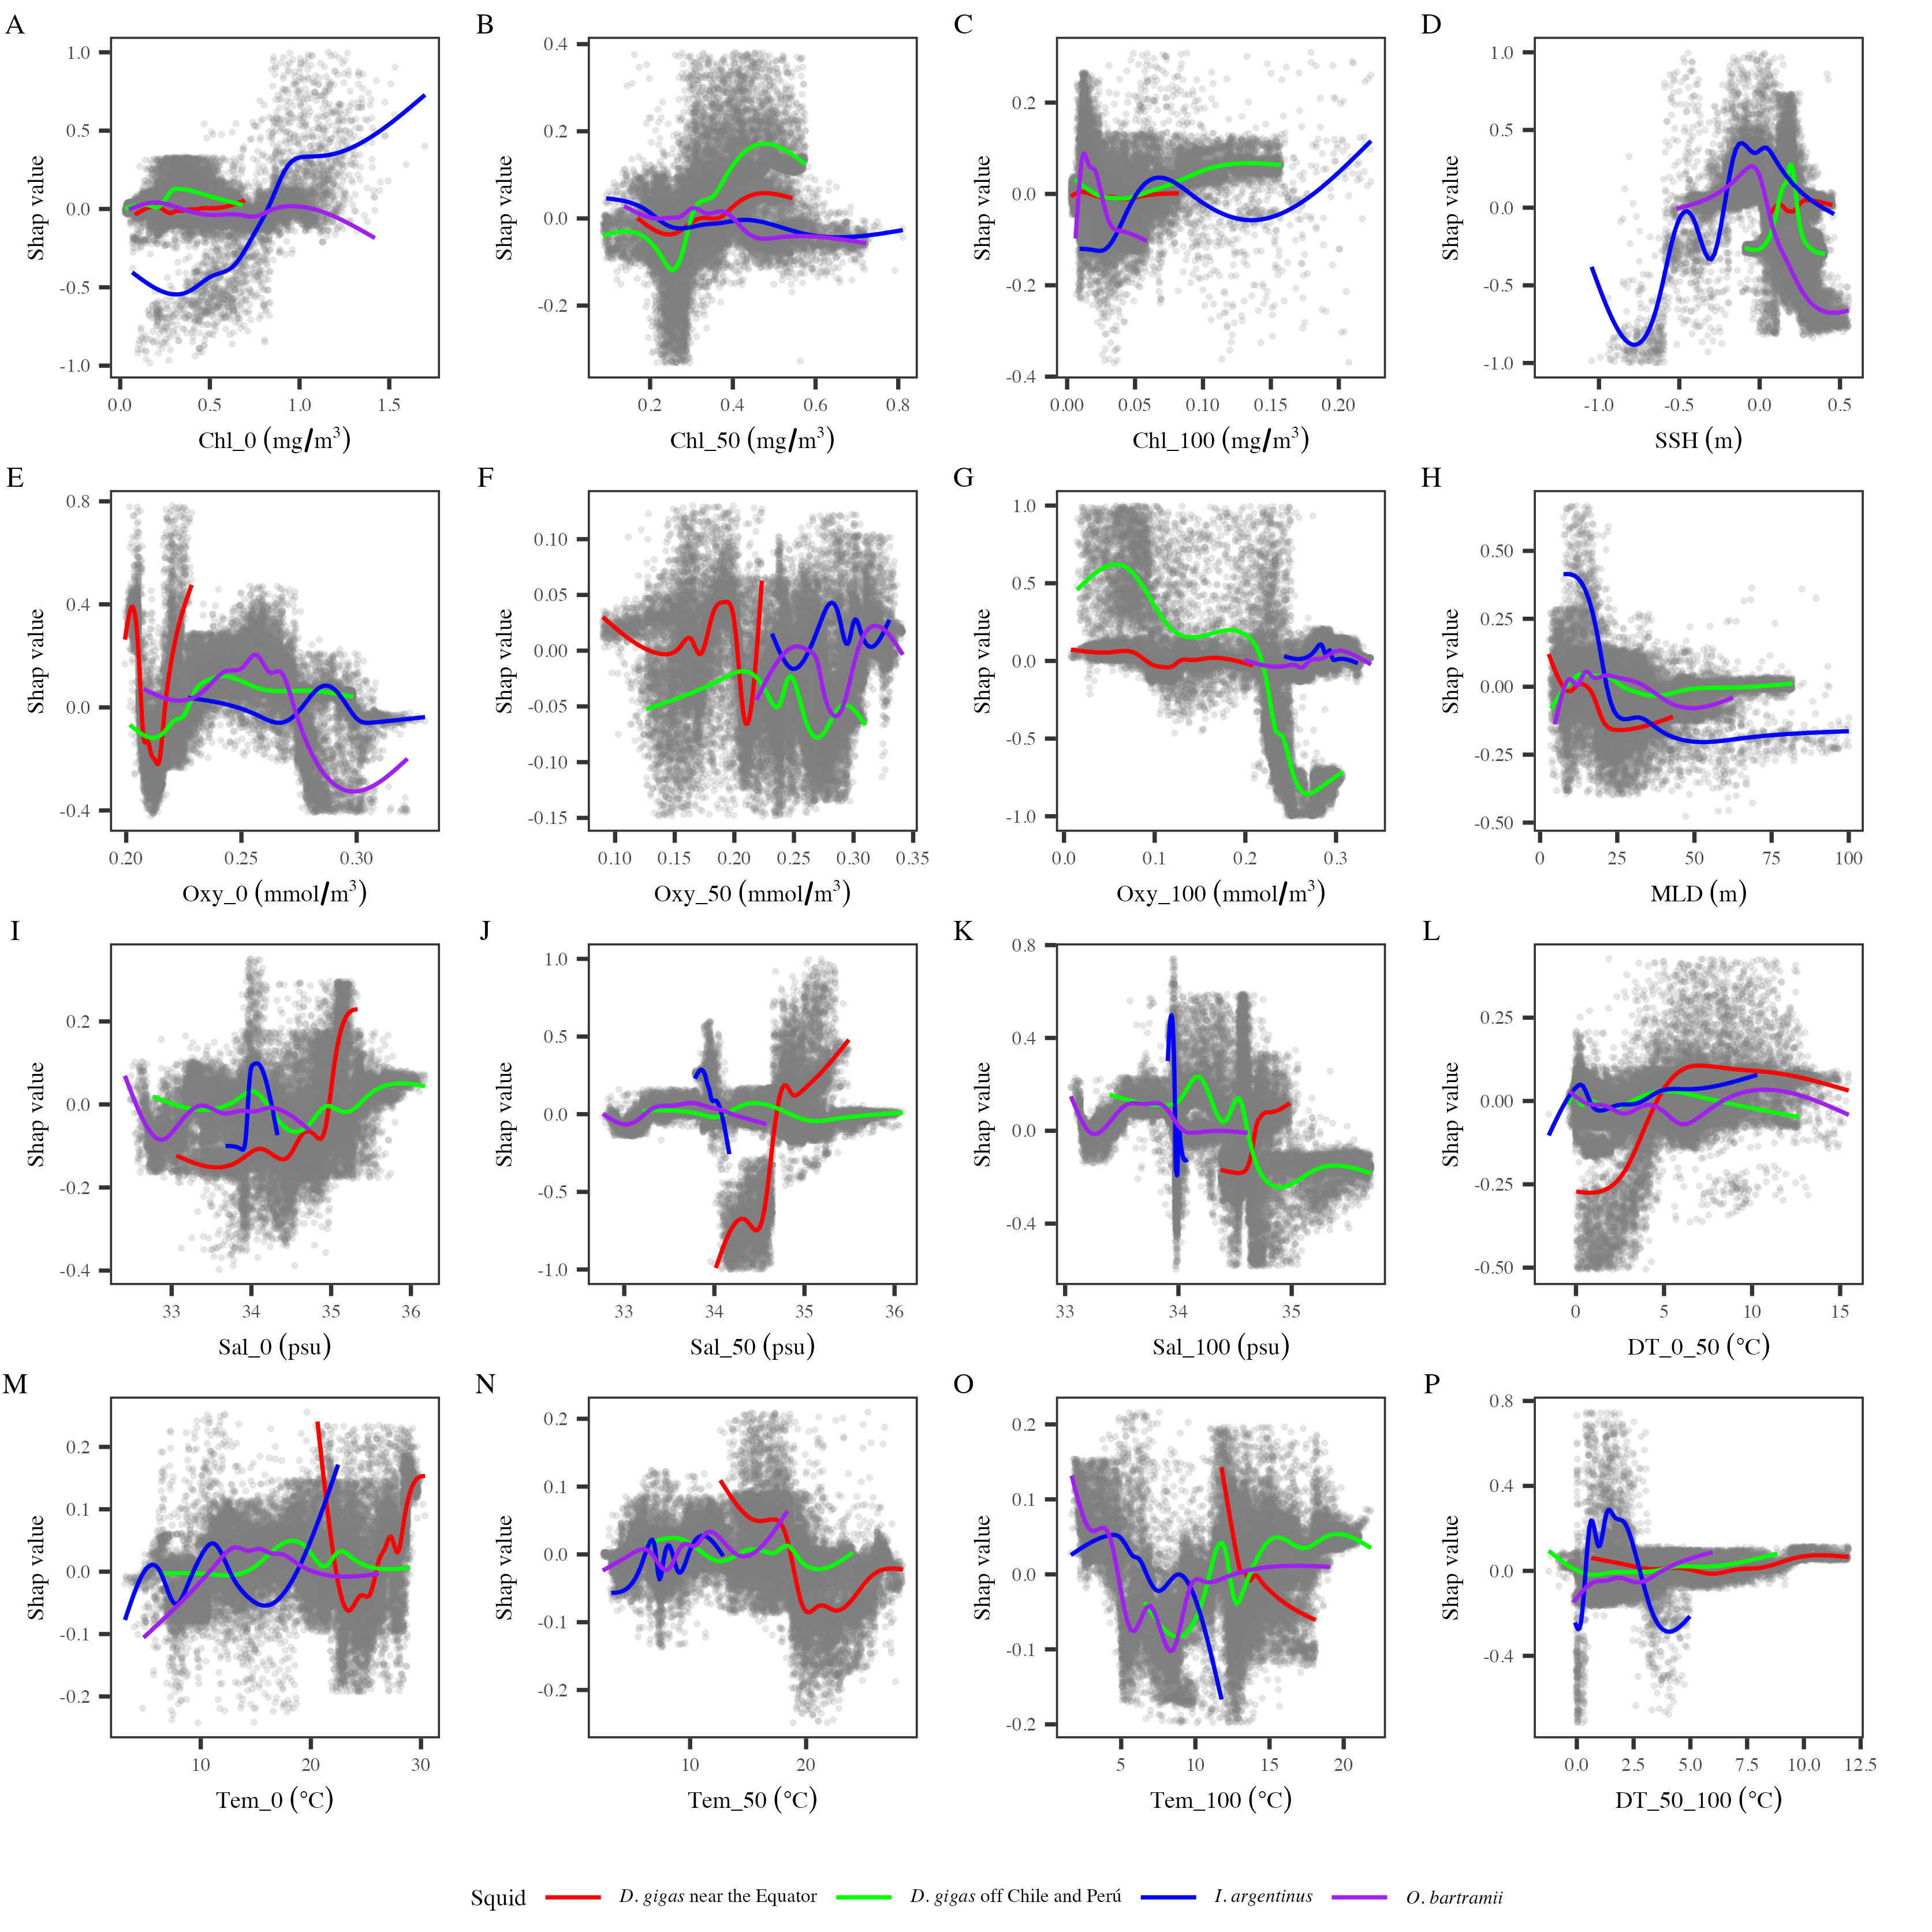 A B C D
1.0 0.4 0.2 1.0
0.5 0.2 0.0 0.5
0.0 0.0 -0.2 0.0
-0.5 -0.2 -0.4 -0.5
-1.0 -1.0
Shap value Shap value Shap value Shap value
0.0 0.5 1.0 1.5 0.2 0.4 0.6 0.8 0.00 0.05 0.10 0.15 0.20 -1.0 -0.5 0.0 0.5
Chl_0 (mg/m³) Chl_50 (mg/m³) Chl_100 (mg/m³) SSH (m)
E F G H
0.8 0.10 1.0 0.50
0.4 0.05 0.5 0.25
0.0 0.00 0.0 0.00
-0.4 -0.05 -0.5 -0.25
-0.10 -1.0 -0.50
-0.15
Shap value Shap value Shap value Shap value
0.20 0.25 0.30 0.10 0.15 0.20 0.25 0.30 0.35 0.0 0.1 0.2 0.3 0 25 50 75 100
Oxy_0 (mmol/m³) Oxy_50 (mmol/m³) Oxy_100 (mmol/m³) MLD (m)
I J K L
0.2 1.0 0.8 0.25
0.0 0.5 0.4 0.00
-0.2 0.0 0.0 -0.25
-0.4 -0.5 -0.4 -0.50
-1.0
Shap value Shap value Shap value Shap value
33 34 35 36 33 34 35 36 33 34 35 0 5 10 15
Sal_0 (psu) Sal_50 (psu) Sal_100 (psu) DT_0_50 (°C)
M N O P
0.2 0.2 0.2 0.8
0.1 0.1 0.1 0.4
0.0 0.0 0.0 0.0
-0.1 -0.1 -0.1 -0.4
-0.2 -0.2 -0.2
Shap value Shap value Shap value Shap value
10 20 30 10 20 5 10 15 20 0.0 2.5 5.0 7.5 10.0 12.5
Tem_0 (°C) Tem_50 (°C) Tem_100 (°C) DT_50_100 (°C)
Squid D. gigas near the Equator D. gigas off Chile and Perú I. argentinus O. bartramii